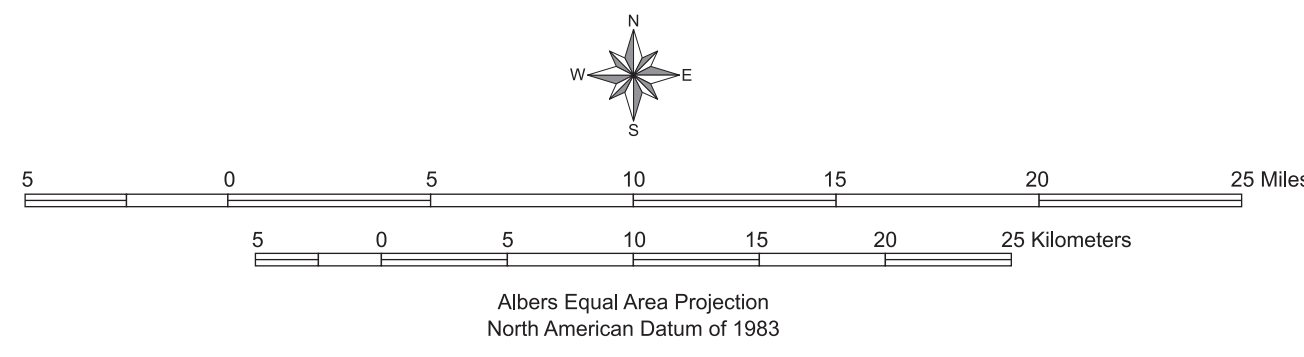 N
W E
S
5 0 5 10 15 20 25 Miles
5 0 5 10 15 20 25 Kilometers
Albers Equal Area Projection
North American Datum of 1983